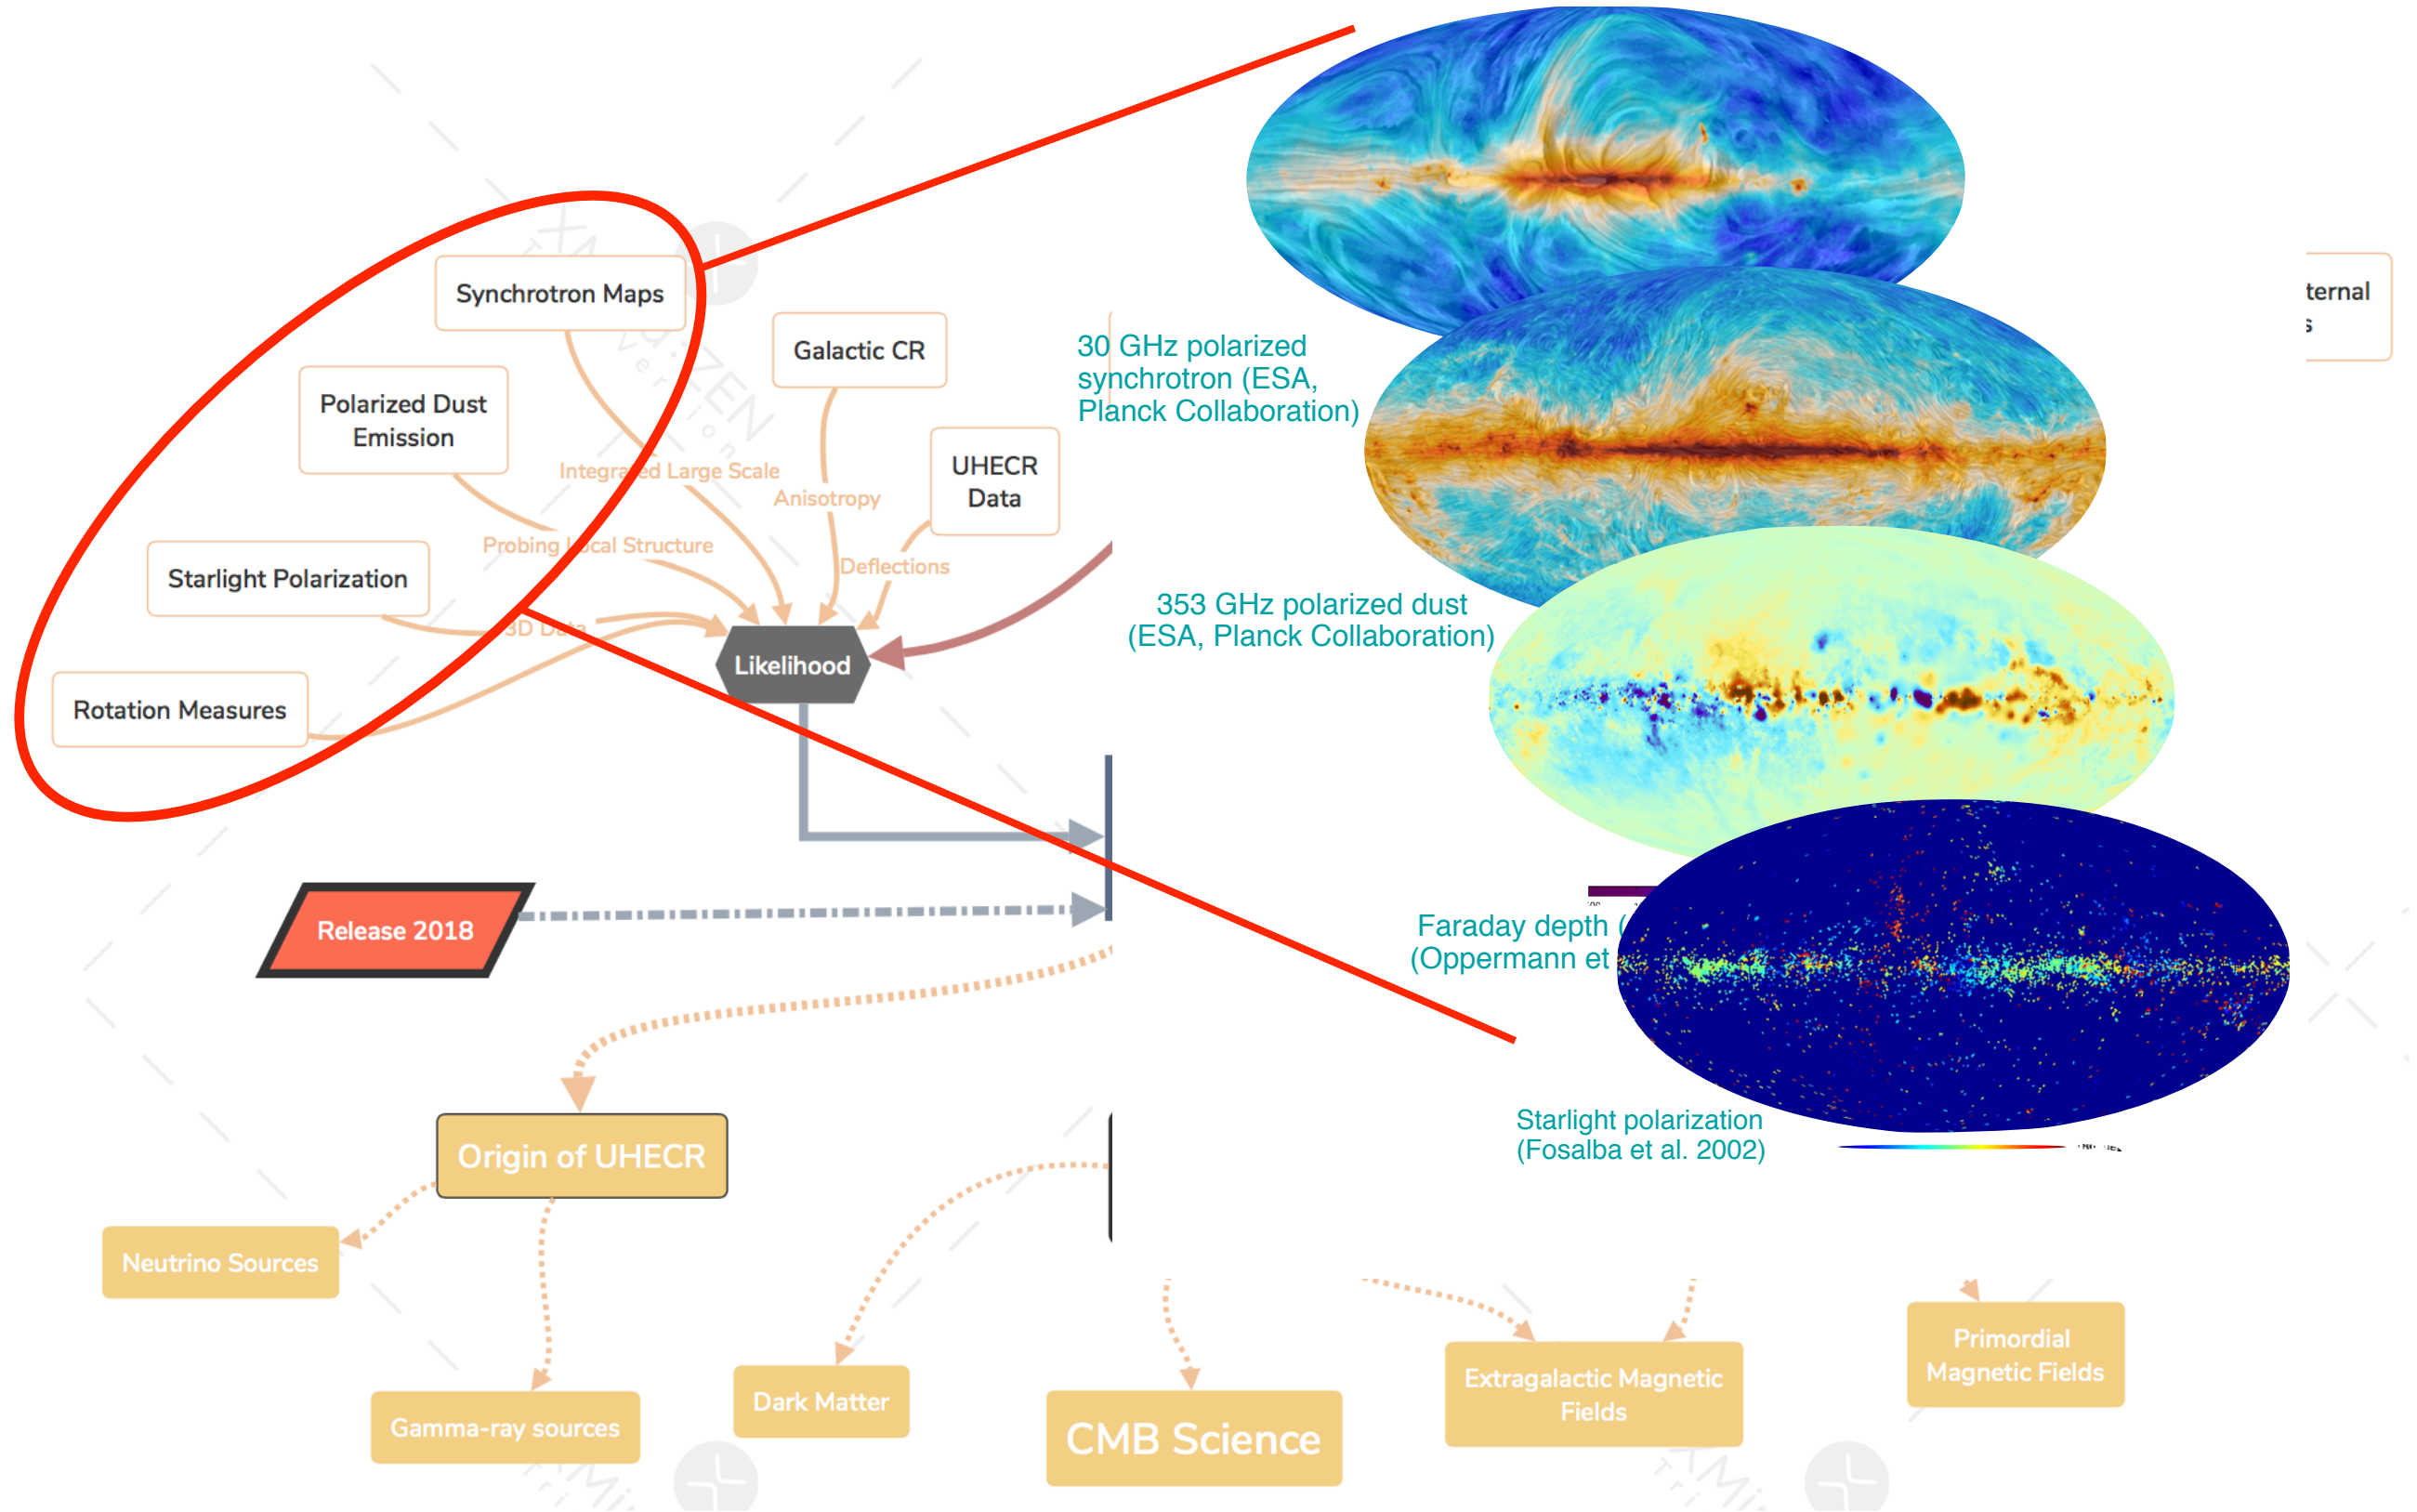 Synchrotron Maps
Galactic CR
Polarized Dust
Emission
UHECR
Data
Integrated Large Scale
Anisotropy
Probing Local Structure
Deflections
Starlight Polarization
3D Data
Likelihood
Rotation Measures
Release 2018
30 GHz polarized
synchrotron (ESA,
Planck Collaboration)
353 GHz polarized dust
(ESA, Planck Collaboration)
Faraday depth (
(Oppermann et
Starlight polarization
(Fosalba et al. 2002)
ternal
s
Origin of UHECR
Neutrino Sources
Gamma-ray sources
Dark Matter
CMB Science
Extragalactic Magnetic
Fields
Primordial
Magnetic Fields